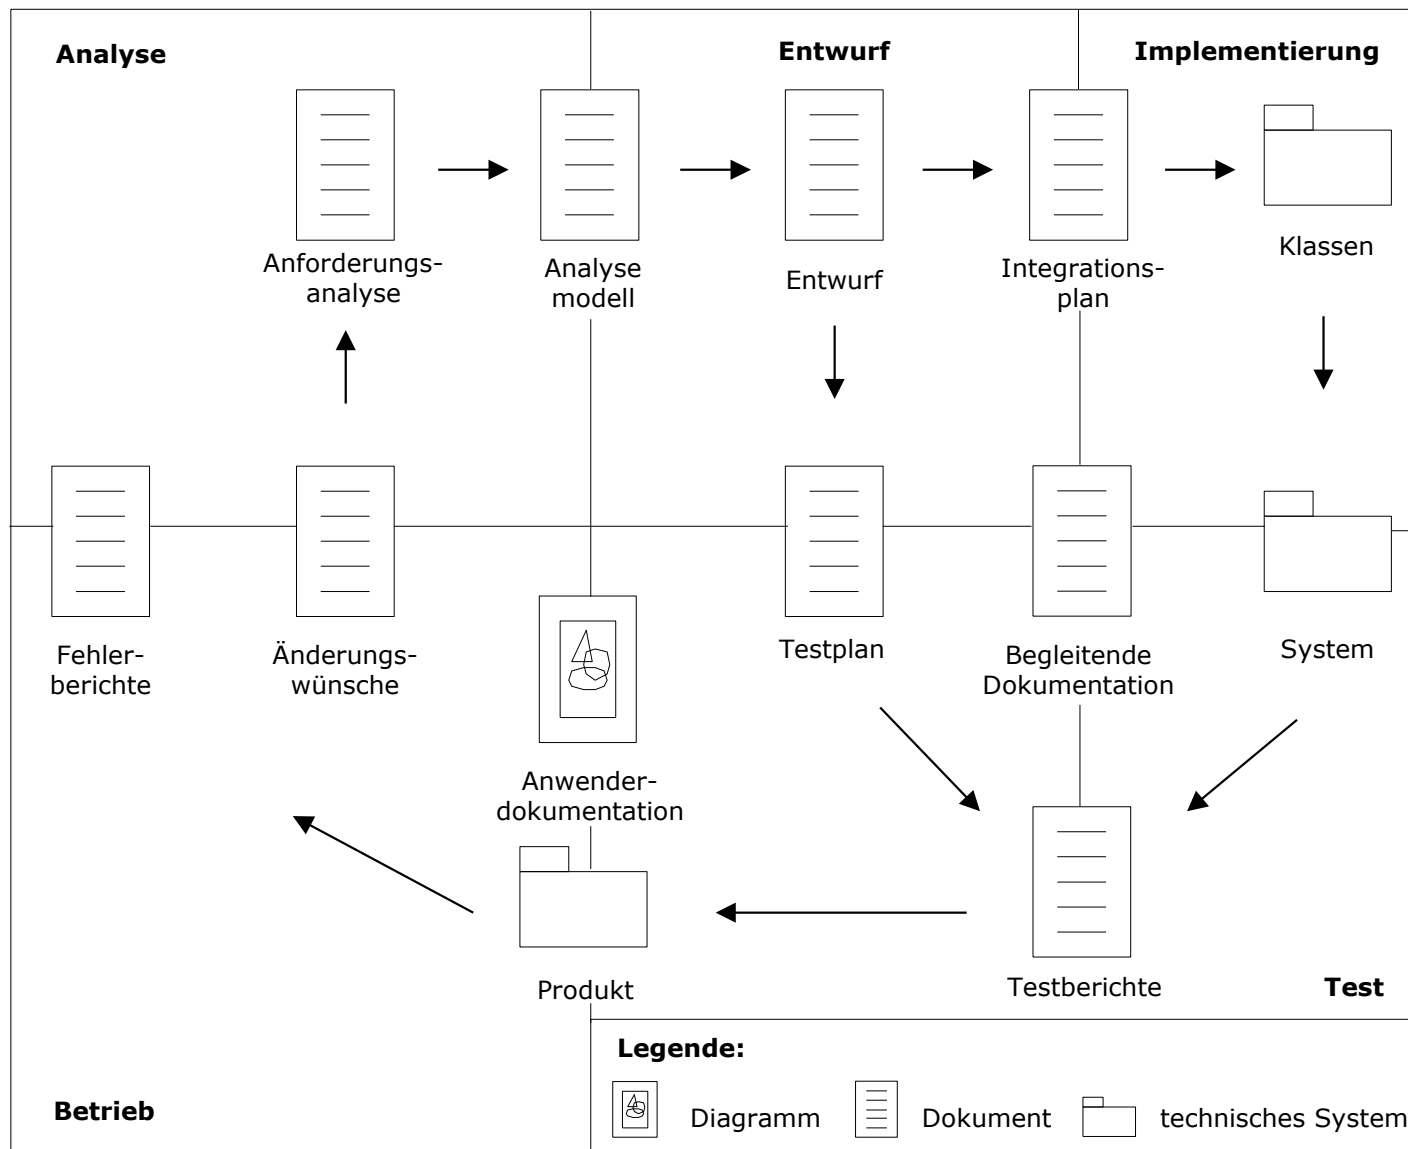 Analyse
Entwurf
Implementierung
Anforderungs-
analyse
Analyse
modell
Entwurf
Integrations-
plan
Klassen
Fehler-
berichte
Änderungs-
wünsche
Testplan
Begleitende
Dokumentation
System
Anwender-
dokumentation
Produkt
Testberichte
Test
Betrieb
Legende:
Diagramm
Dokument
technisches System